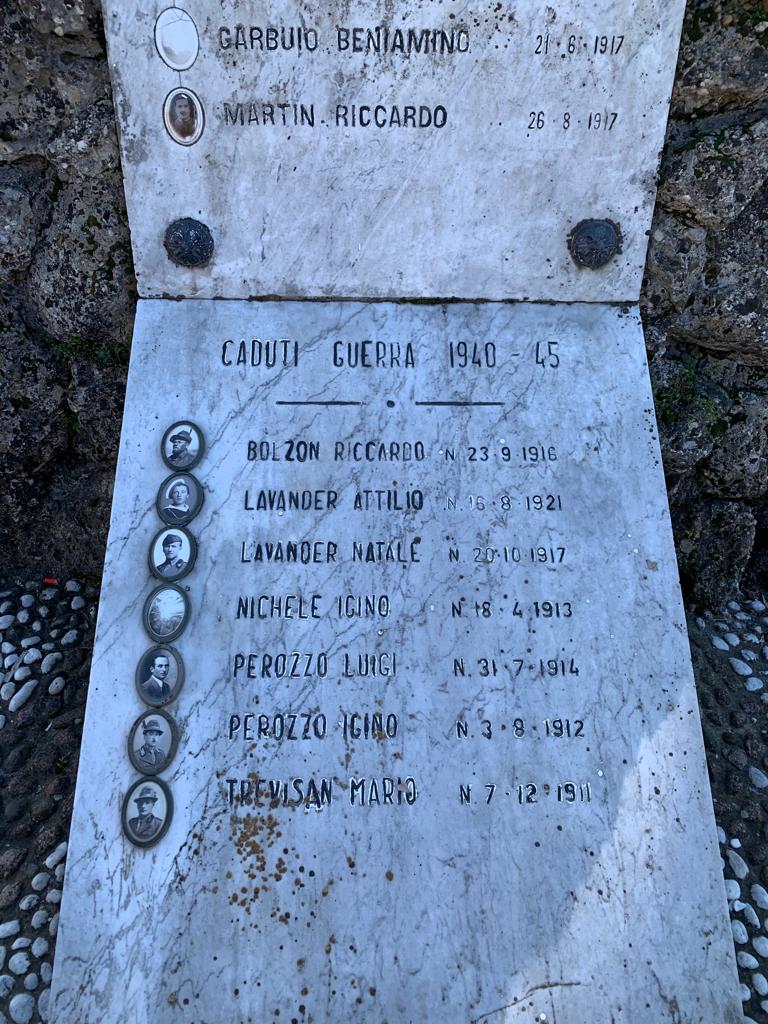 GARBUIO BENIAMINO .. 21·6·1917
MARTIN RICCARDO .. 26·8·1917
CADUTI GUERRA 1940-45
BOLZON RICCARDO N.23·9·1916
LAVANDER ATTILIO N.16·8·1921
LAVANDER NATALE N.20·10·1917
NICHELE IGINO N.18·4·1913
PEROZZO LUIGI N.31·7·1914
PEROZZO IGINO N.3·8·1912
TREVISAN MARIO N.7·12·1911